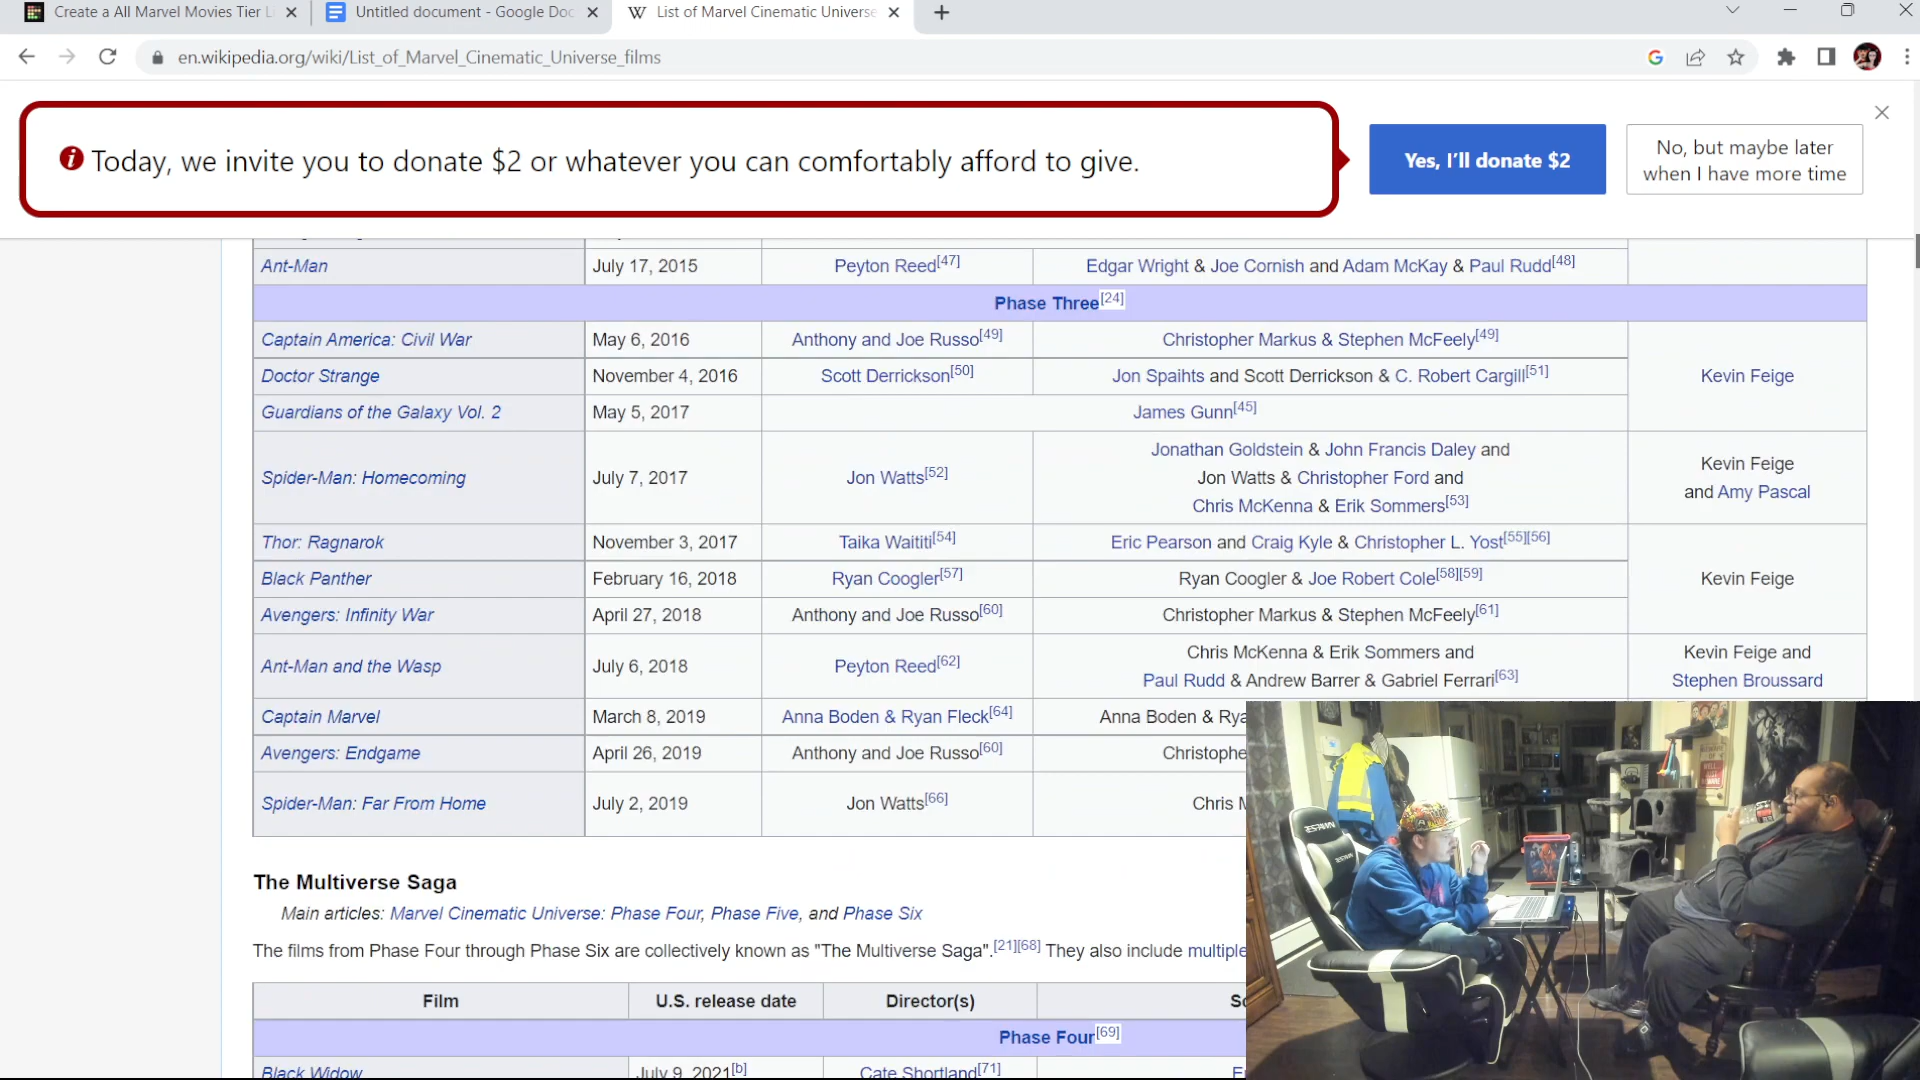 Create a All Marvel Movies Tier L
Untitled document - Google Doc
List of Marvel Cinematic Universe
en.wikipedia.org/wiki/List_of_Marvel_Cinematic_Universe_films
Today, we invite you to donate $2 or whatever you can comfortably afford to give.
Yes, I'll donate $2
No, but maybe later
when I have more time
Ant-Man July 17, 2015 Peyton Reed[47] Edgar Wright & Joe Cornish and Adam McKay & Paul Rudd[48]
Phase Three[24]
Captain America: Civil War May 6, 2016 Anthony and Joe Russo[49] Christopher Markus & Stephen McFeely[49]
Doctor Strange November 4, 2016 Scott Derrickson[50] Jon Spaihts and Scott Derrickson & C. Robert Cargill[51] Kevin Feige
Guardians of the Galaxy Vol. 2 May 5, 2017 James Gunn[45]
Jonathan Goldstein & John Francis Daley and
Spider-Man: Homecoming July 7, 2017 Jon Watts[52] Jon Watts & Christopher Ford and Kevin Feige
and Amy Pascal
Chris McKenna & Erik Sommers[53]
Thor: Ragnarok November 3, 2017 Taika Waititi[54] Eric Pearson and Craig Kyle & Christopher L. Yost[55][56]
Black Panther February 16, 2018 Ryan Coogler[57] Ryan Coogler & Joe Robert Cole[58][59] Kevin Feige
Avengers: Infinity War April 27, 2018 Anthony and Joe Russo[60] Christopher Markus & Stephen McFeely[61]
Ant-Man and the Wasp July 6, 2018 Peyton Reed[62] Chris McKenna & Erik Sommers and
Paul Rudd & Andrew Barrer & Gabriel Ferrari[63] Kevin Feige and
Stephen Broussard
Captain Marvel March 8, 2019 Anna Boden & Ryan Fleck[64] Anna Boden & Rya
Avengers: Endgame April 26, 2019 Anthony and Joe Russo[60] Christophe
Spider-Man: Far From Home July 2, 2019 Jon Watts[66] Chris M
The Multiverse Saga
Main articles: Marvel Cinematic Universe: Phase Four, Phase Five, and Phase Six
The films from Phase Four through Phase Six are collectively known as "The Multiverse Saga".[21][68] They also include multiple
Film U.S. release date Director(s) Sc
Phase Four[69]
Black Widow July 9, 2021[b] Cate Shortland[71]